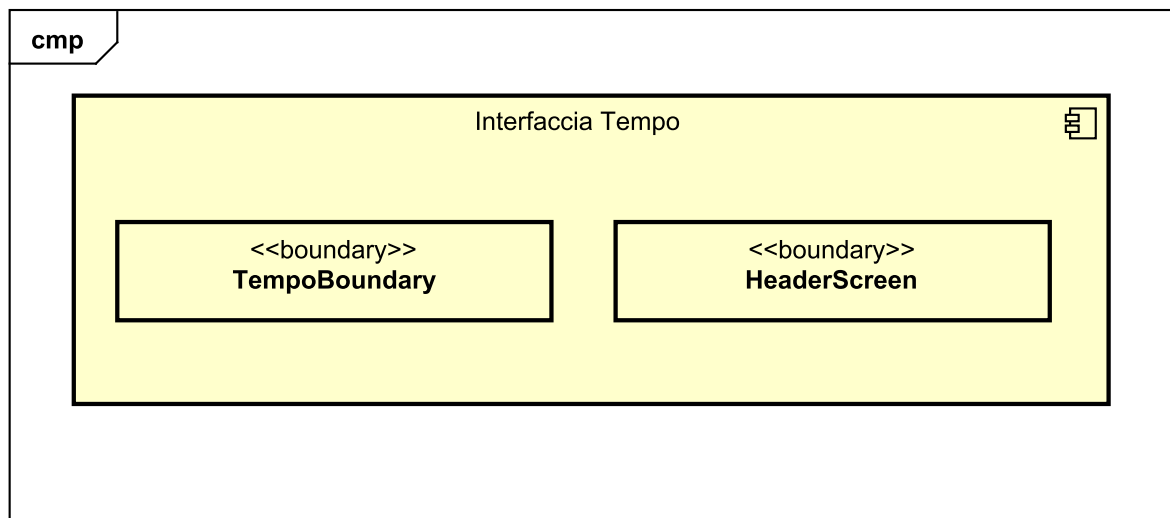 cmp
Interfaccia Tempo
<<boundary>>
TempoBoundary
<<boundary>>
HeaderScreen